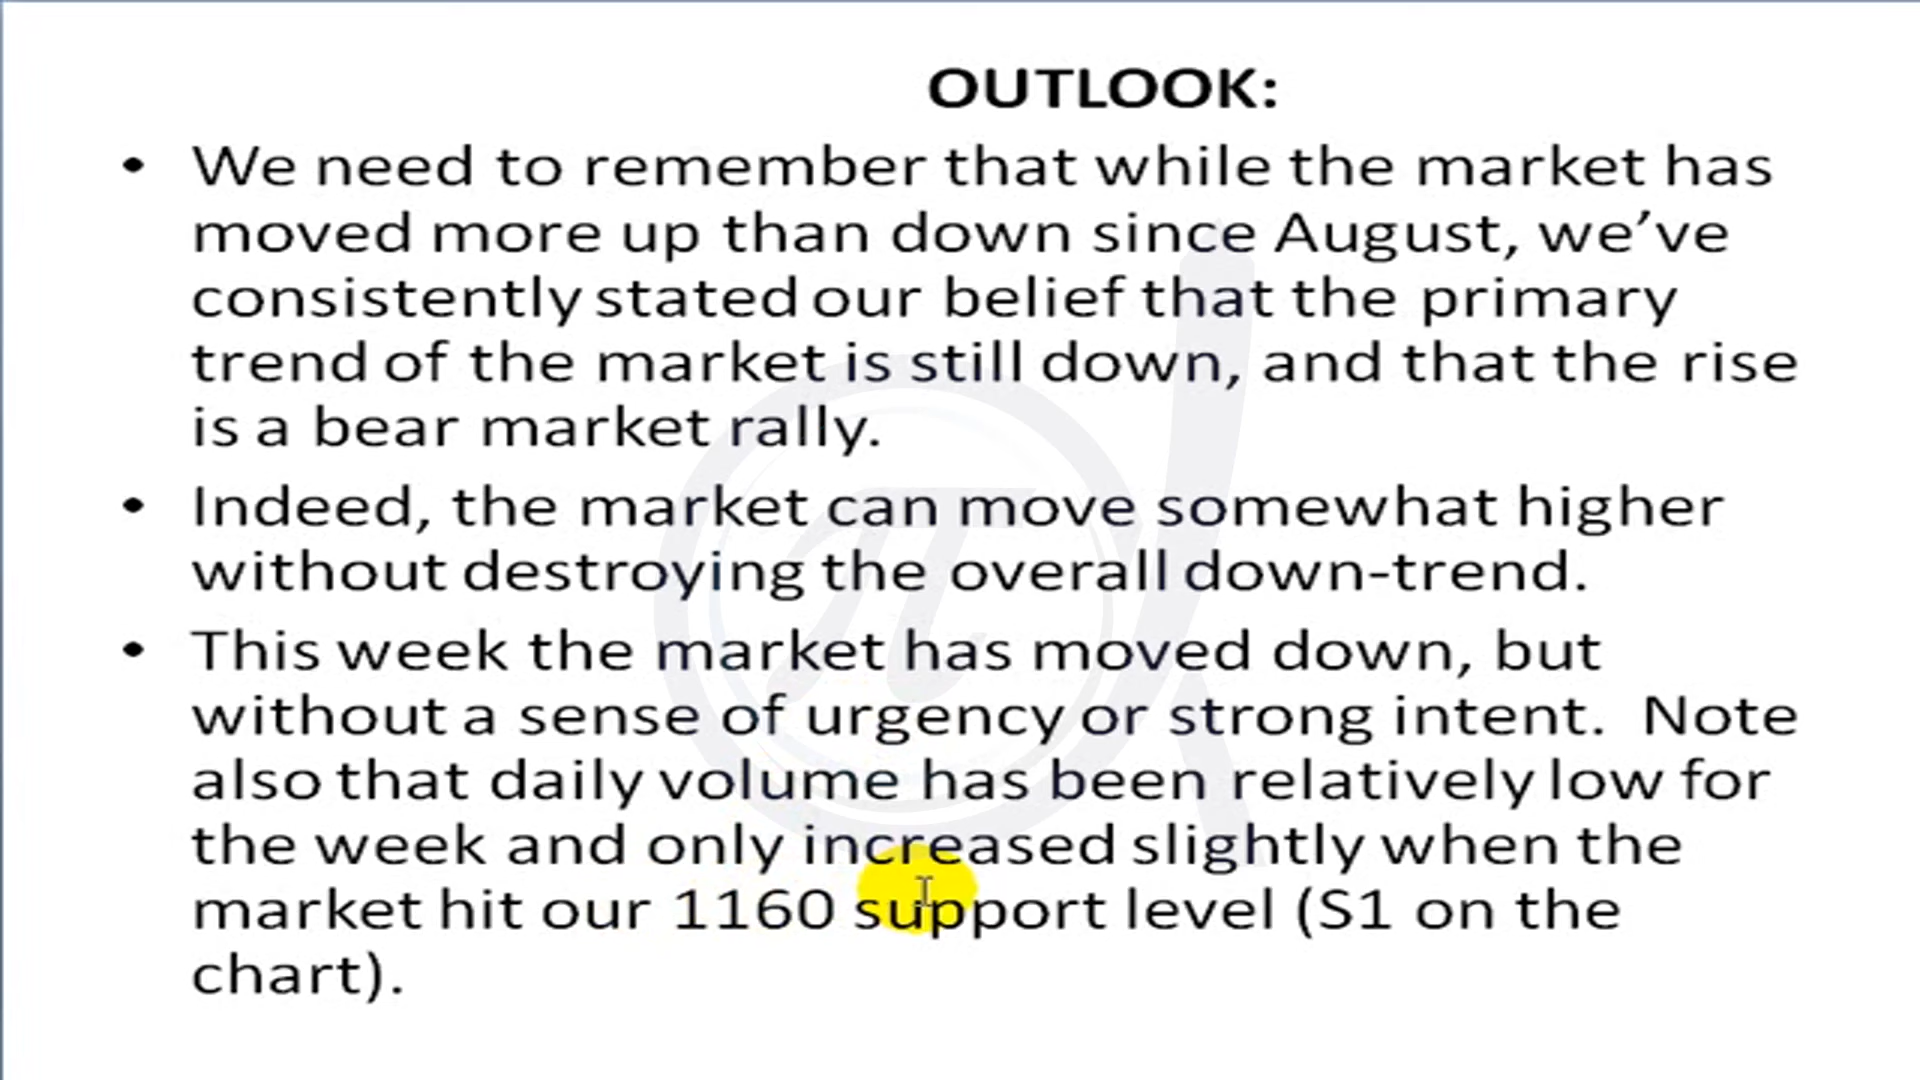 OUTLOOK:
• We need to remember that while the market has
moved more up than down since August, we’ve
consistently stated our belief that the primary
trend of the market is still down, and that the rise
is a bear market rally.
• Indeed, the market can move somewhat higher
without destroying the overall down-trend.
• This week the market has moved down, but
without a sense of urgency or strong intent.  Note
also that daily volume has been relatively low for
the week and only increased slightly when the
market hit our 1160 support level (S1 on the
chart).